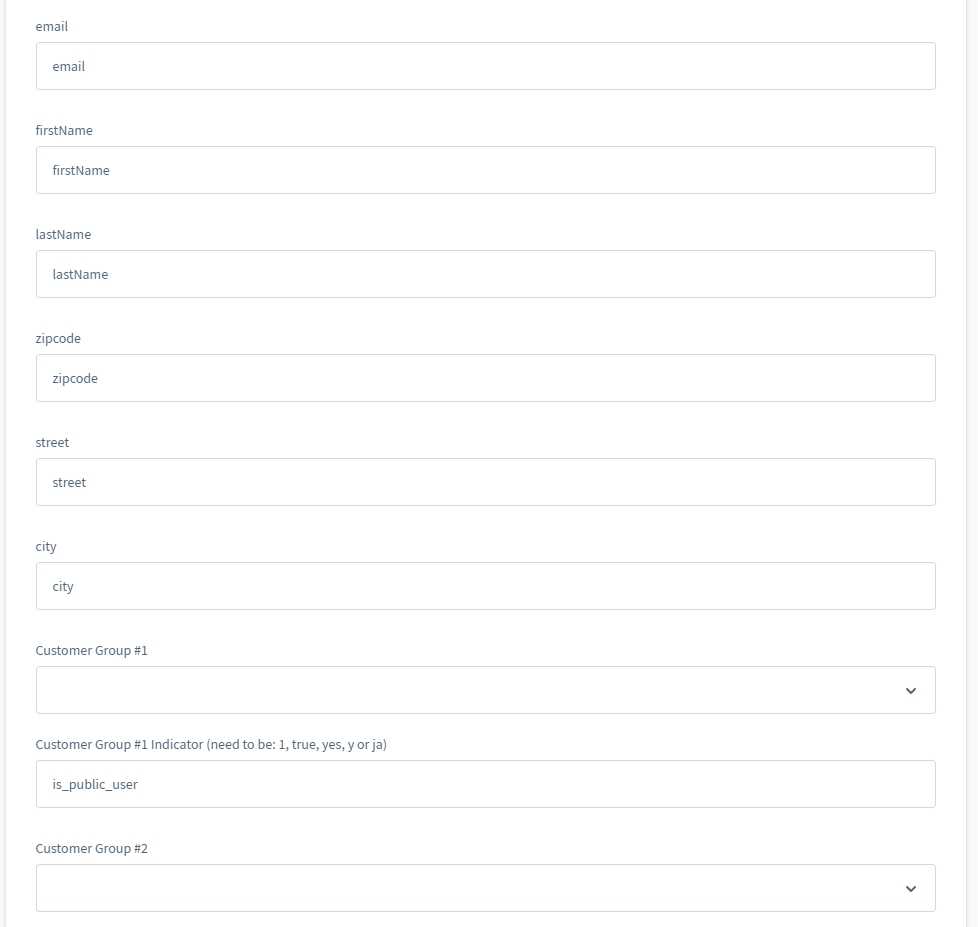 email
email
firstName
firstName
lastName
lastName
zipcode
zipcode
street
street
city
city
Customer Group #1
Customer Group #1 Indicator (need to be: 1, true, yes, y or ja)
is_public_user
Customer Group #2